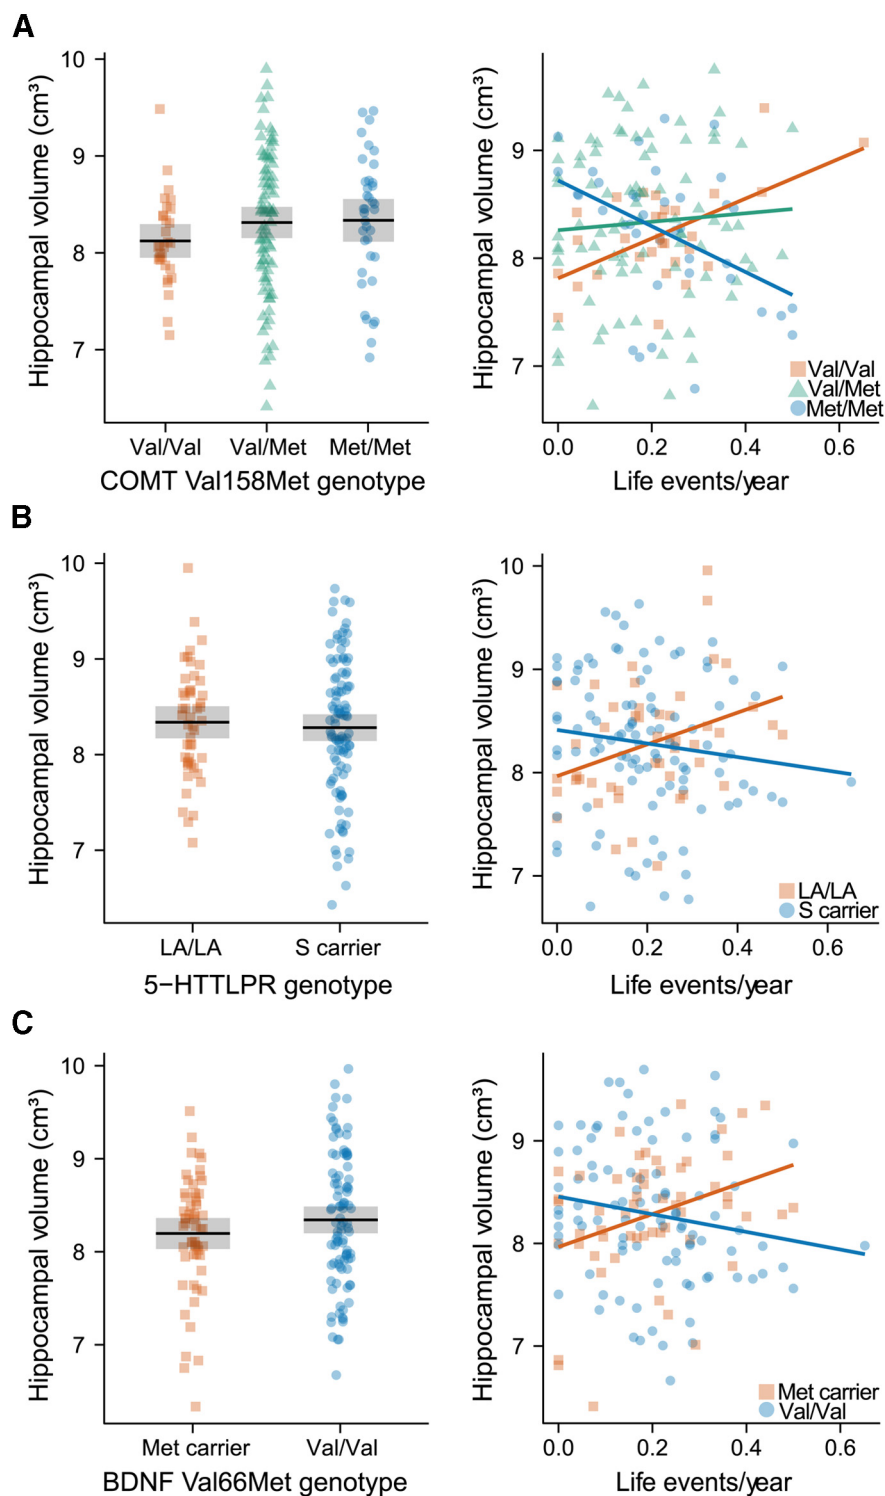 A
Hippocampal volume (cm³)
10
9
8
7
Val/Val Val/Met Met/Met
COMT Val158Met genotype
Hippocampal volume (cm³)
9
8
7
Val/Val
Val/Met
Met/Met
0.0 0.2 0.4 0.6
Life events/year
B
Hippocampal volume (cm³)
10
9
8
7
LA/LA S carrier
5−HTTLPR genotype
Hippocampal volume (cm³)
10
9
8
7
LA/LA
S carrier
0.0 0.2 0.4 0.6
Life events/year
C
Hippocampal volume (cm³)
10
9
8
7
Met carrier Val/Val
BDNF Val66Met genotype
Hippocampal volume (cm³)
9
8
7
Met carrier
Val/Val
0.0 0.2 0.4 0.6
Life events/year